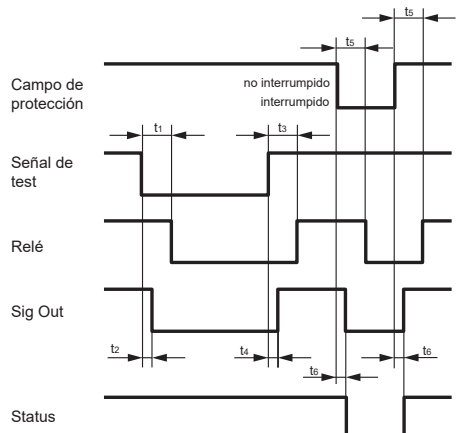 t5
t5
Campo de
protección
no interrumpido
interrumpido
t1
t3
Señal de
test
Relé
Sig Out
t2
t4
t6
t6
Status